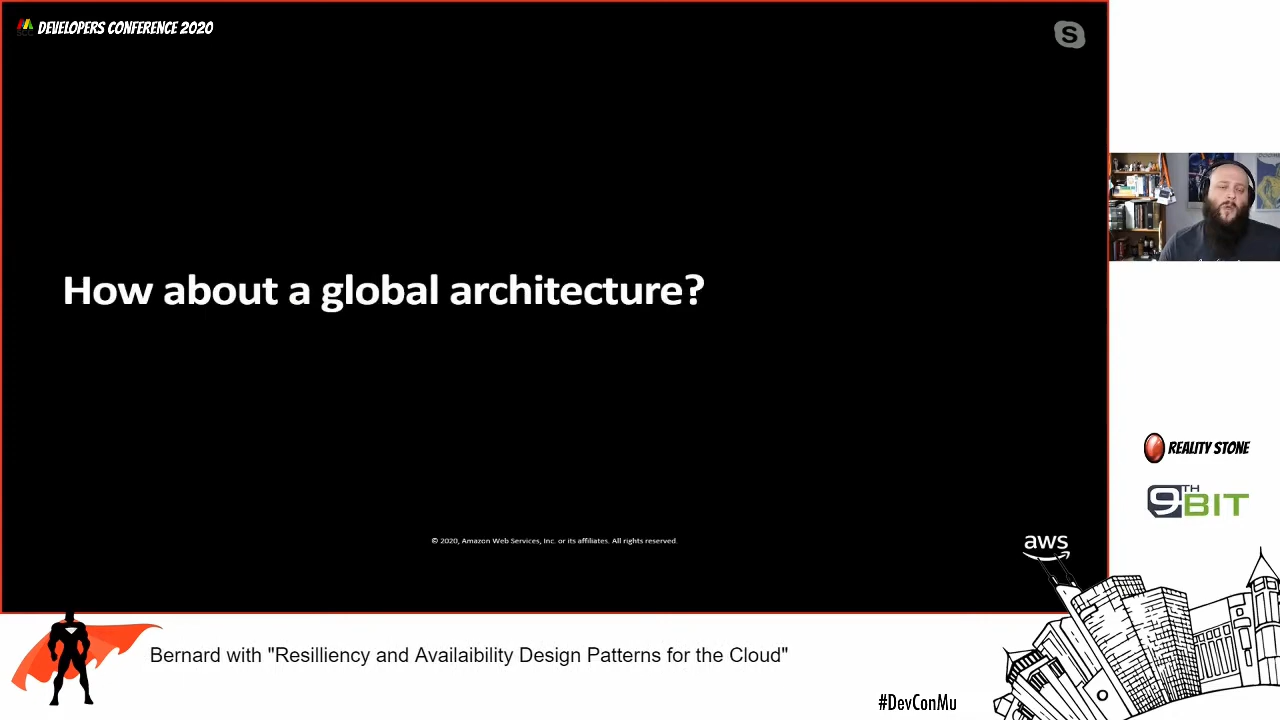 DEVELOPERS CONFERENCE 2020
S
How about a global architecture?
REALITY STONE
9TH BIT
© 2020, Amazon Web Services, Inc. or its affiliates. All rights reserved.
aws
Bernard with "Resilliency and Availaibility Design Patterns for the Cloud"
#DevConMu